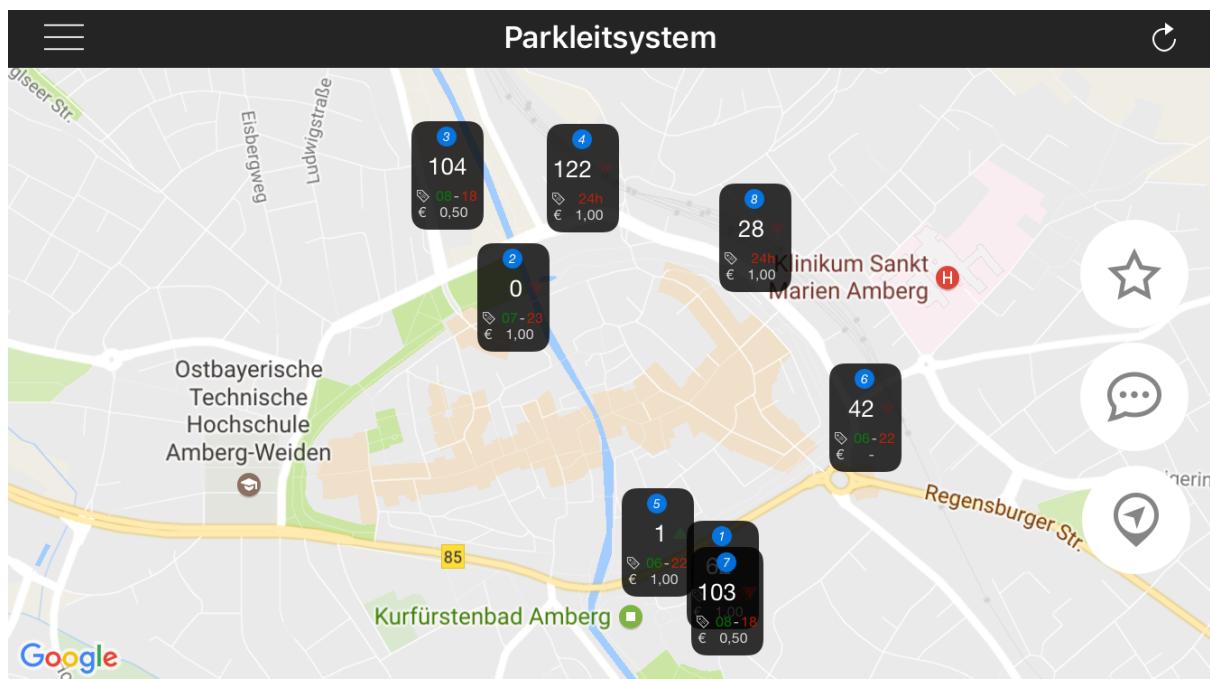 Parkleitsystem
Eisbergweg
Ludwigstraße
3
104
08-18
€ 0,50
4
122
24h
€ 1,00
8
28
24h
€ 1,00
2
0
07-23
€ 1,00
Klinikum Sankt
Marien Amberg
H
Ostbayerische
Technische
Hochschule
Amberg-Weiden
6
42
06-22
€ -
Regensburger Str.
5
1
06-22
€ 1,00
1
1,00
7
103
08-18
€ 0,50
85
Kurfürstenbad Amberg
Google